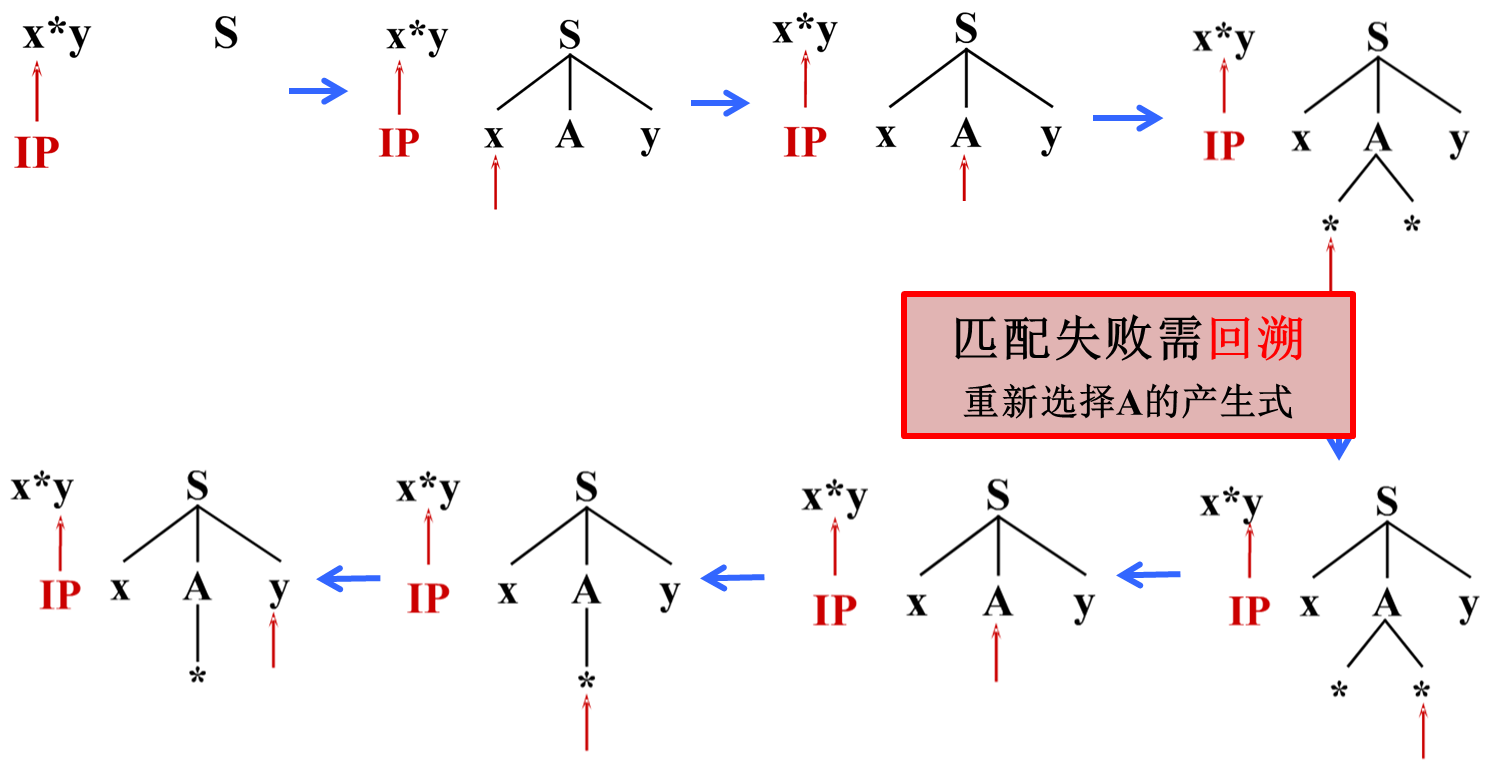 x*y S
IP
x*y S
x A y
IP
x*y S
x A y
IP
x*y S
x A y
IP
* *
匹配失败需回溯
重新选择A的产生式
x*y S
x A y
IP
* *
x*y S
x A y
IP
x*y S
x A y
IP
*
x*y S
x A y
IP
*